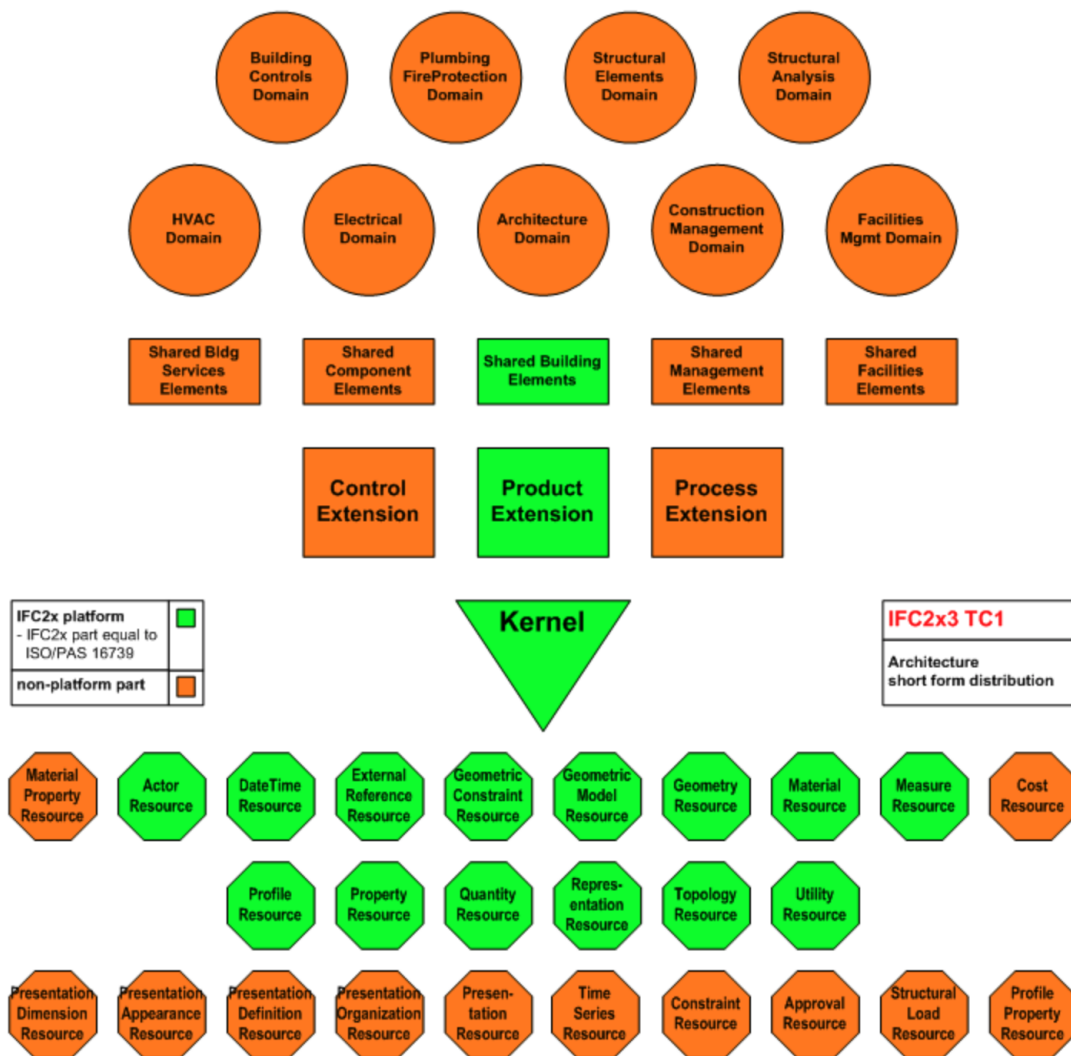 Building
Controls
Domain
Plumbing
FireProtection
Domain
Structural
Elements
Domain
Structural
Analysis
Domain
HVAC
Domain
Electrical
Domain
Architecture
Domain
Construction
Management
Domain
Facilities
Mgmt Domain
Shared Bldg
Services
Elements
Shared
Component
Elements
Shared Building
Elements
Shared
Management
Elements
Shared
Facilities
Elements
Control
Extension
Product
Extension
Process
Extension
IFC2x platform
- IFC2x part equal to
ISO/PAS 16739
non-platform part
Kernel
IFC2x3 TC1
Architecture
short form distribution
Material
Property
Resource
Actor
Resource
DateTime
Resource
External
Reference
Resource
Geometric
Constraint
Resource
Geometric
Model
Resource
Geometry
Resource
Material
Resource
Measure
Resource
Cost
Resource
Profile
Resource
Property
Resource
Quantity
Resource
Repres-
entation
Resource
Topology
Resource
Utility
Resource
Presentation
Dimension
Resource
Presentation
Appearance
Resource
Presentation
Definition
Resource
Presentation
Organization
Resource
Presen-
tation
Resource
Time
Series
Resource
Constraint
Resource
Approval
Resource
Structural
Load
Resource
Profile
Property
Resource